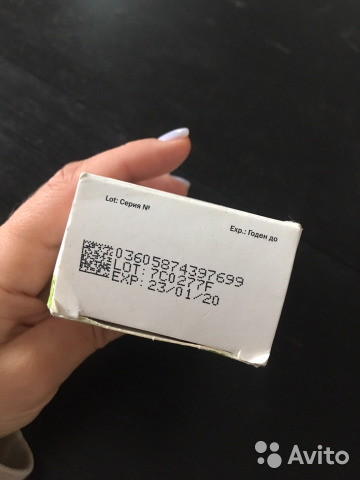 Lot: Серия №
Exp.: Годен до
03605874397699
LOT: 7C0277F
EXP: 23/01/20
Avito